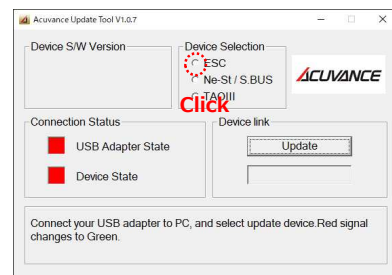 Acuvance Update Tool V1.0.7
Device S/W Version
Device Selection
ESC
Ne-St / S.BUS
TAOIII
Click
ACUVANCE
Connection Status
USB Adapter State
Device State
Device link
Update
Connect your USB adapter to PC, and select update device.Red signal
changes to Green.